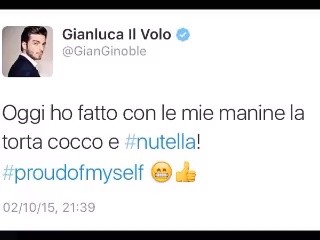 Gianluca Il Volo
@GianGinoble
Oggi ho fatto con le mie manine la
torta cocco e #nutella!
#proudofmyself 😁👍
02/10/15, 21:39